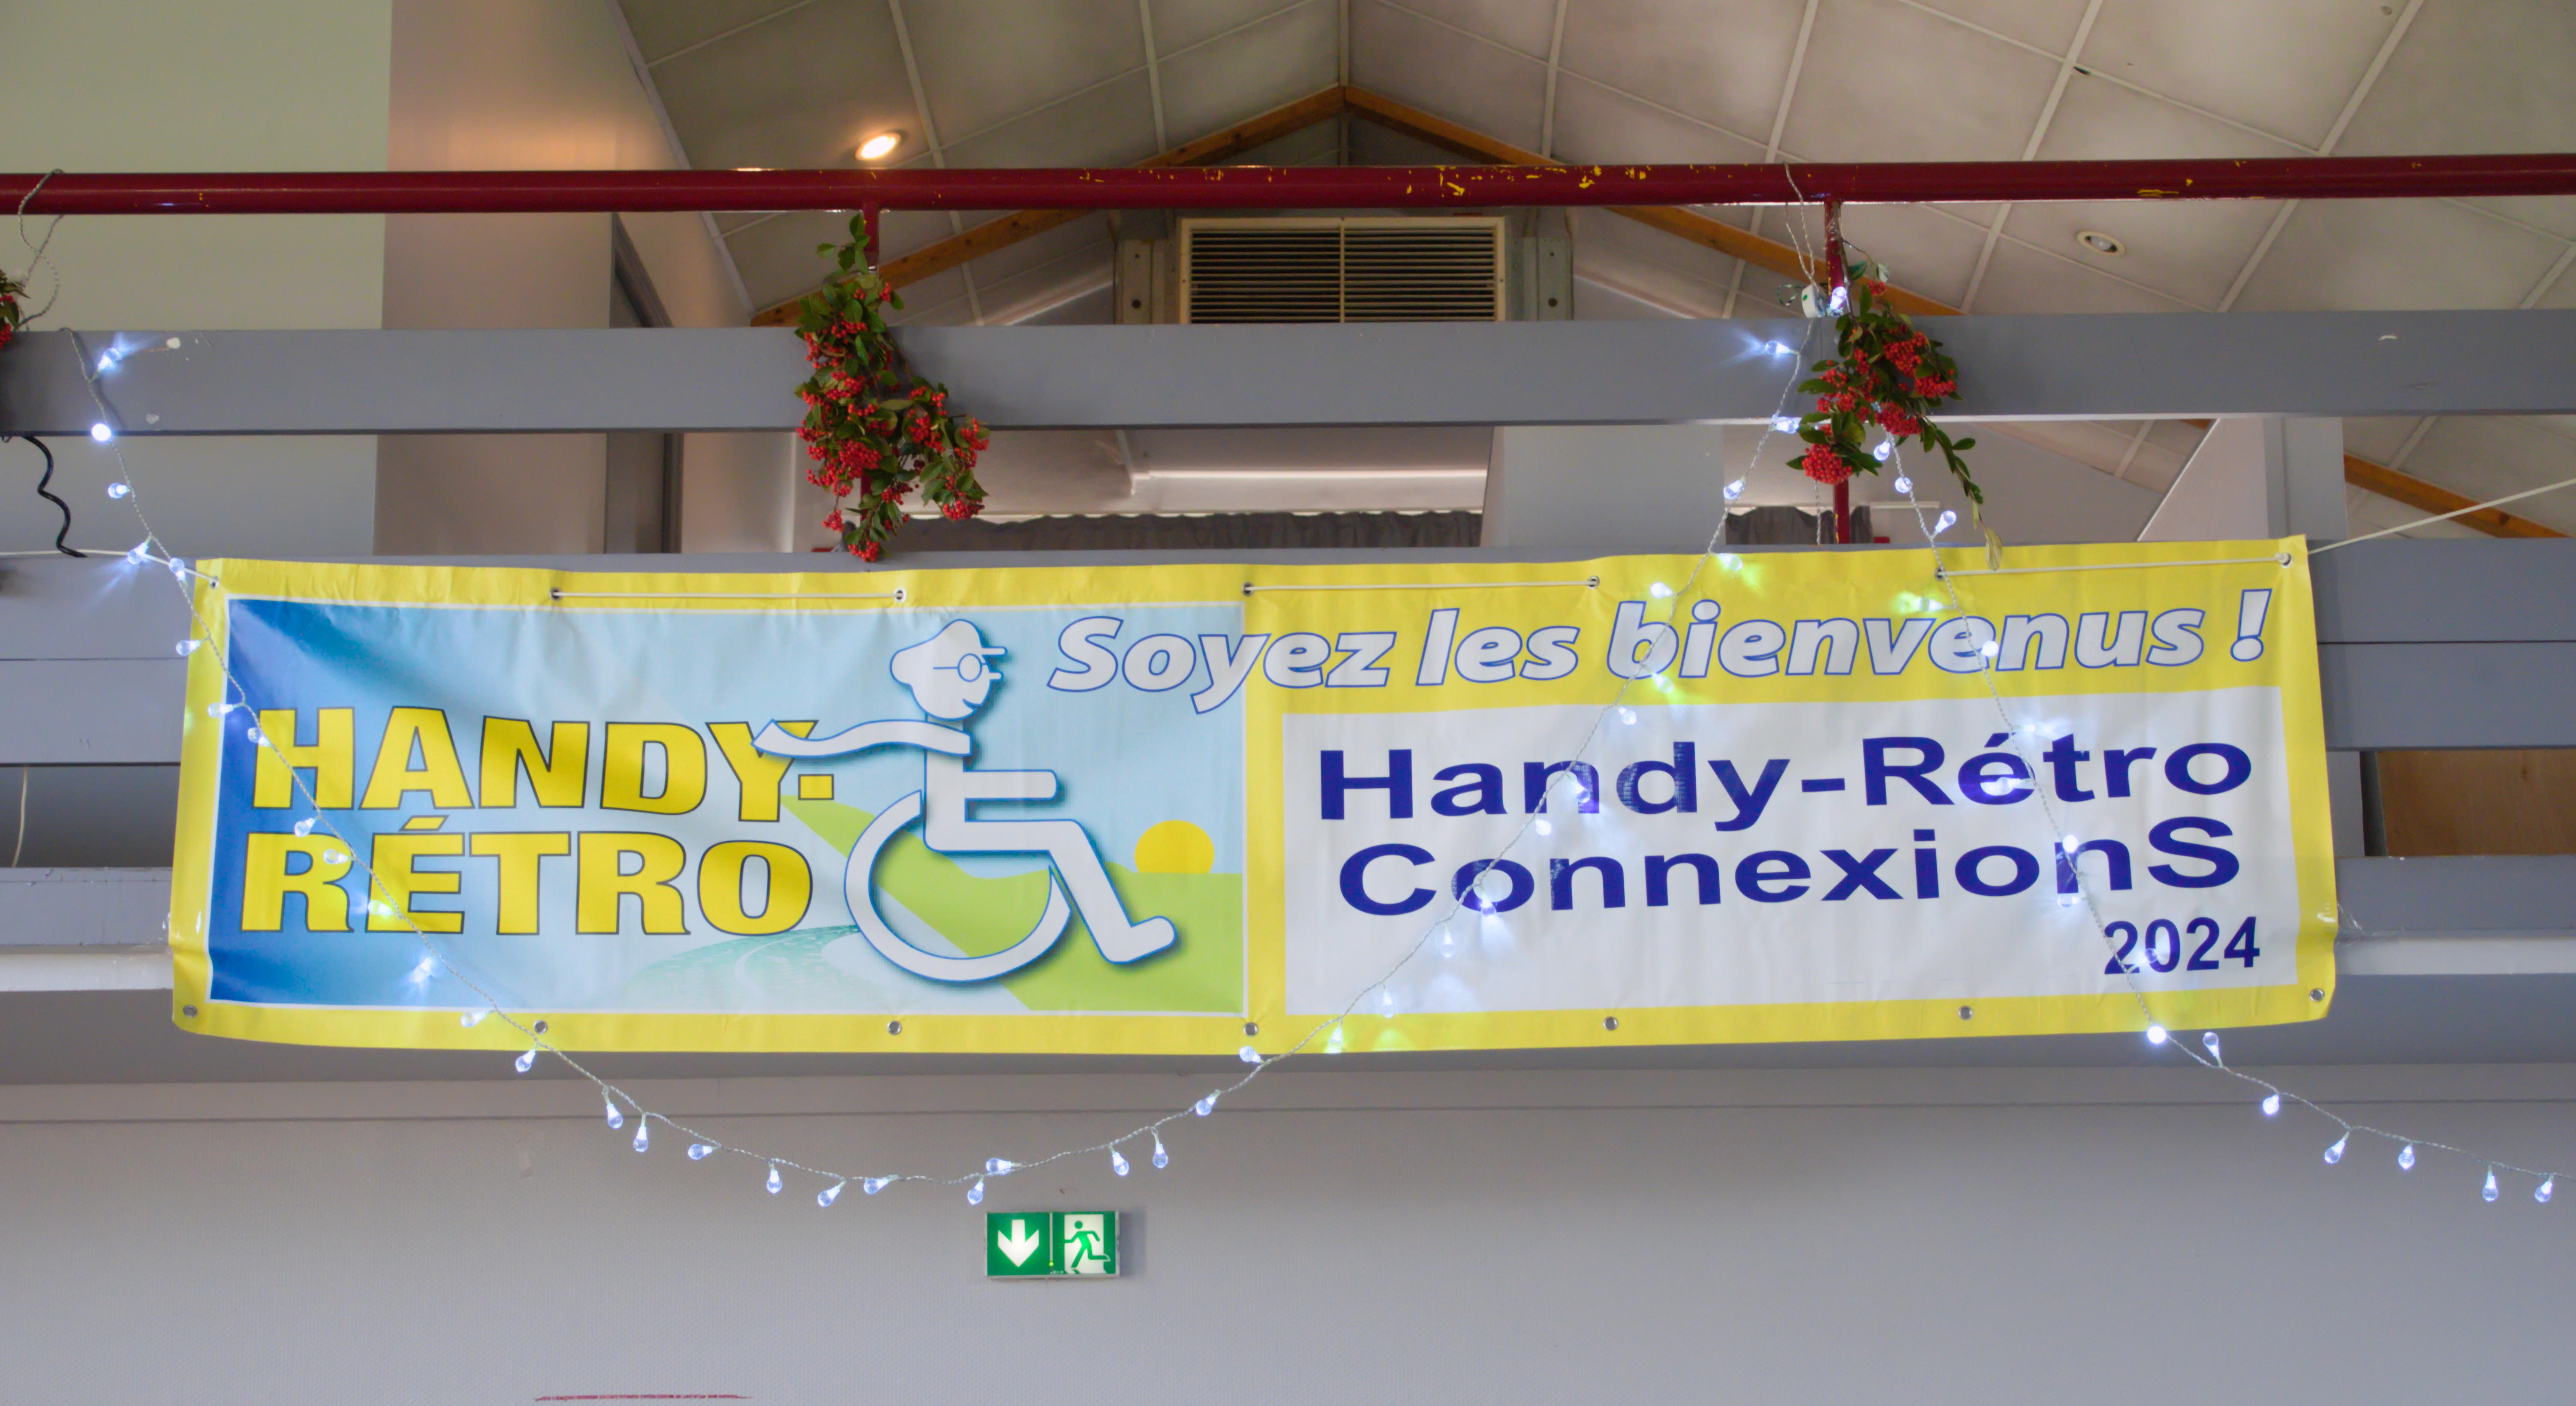 HANDY-
RÉTRO
Soyez les bienvenus !
Handy-Rétro
ConnexionS
2024